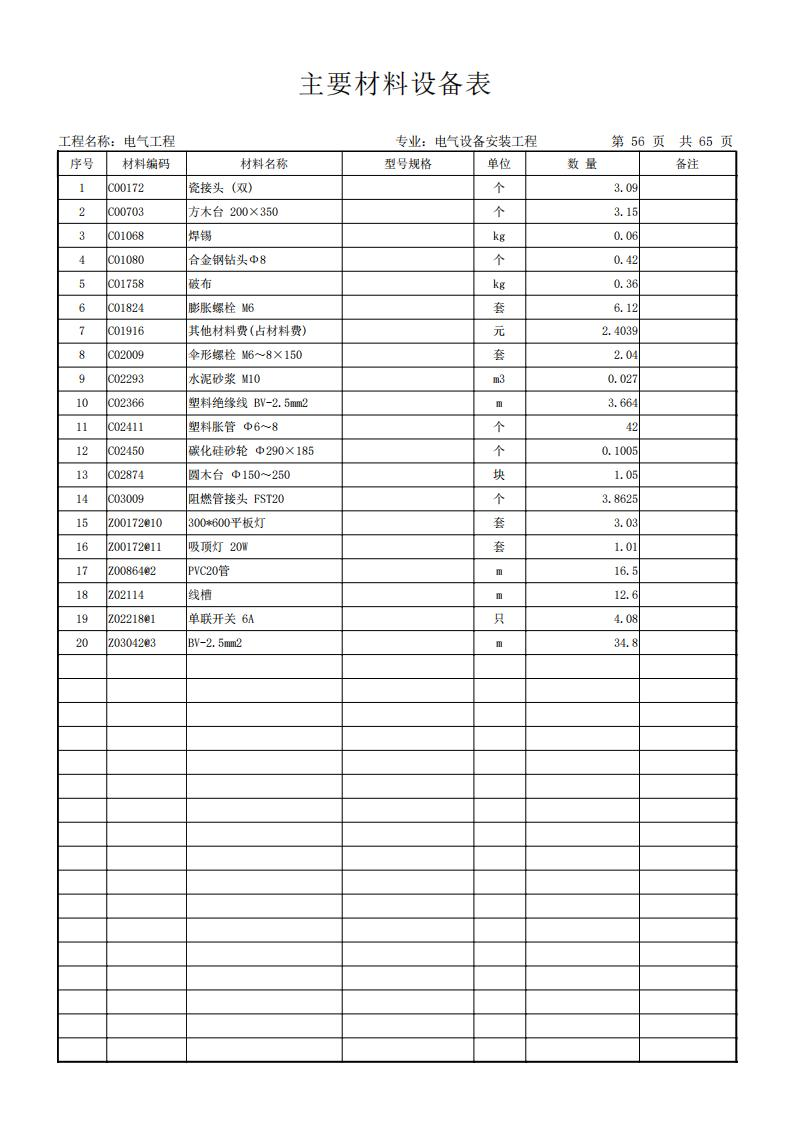 主要材料设备表
工程名称：电气工程 专业：电气设备安装工程 第 56 页 共 65 页
序号 材料编码 材料名称 型号规格 单位 数 量 备注
1 C00172 瓷接头 (双) 个 3.09
2 C00703 方木台 200×350 个 3.15
3 C01068 焊锡 kg 0.06
4 C01080 合金钢钻头Φ8 个 0.42
5 C01758 破布 kg 0.36
6 C01824 膨胀螺栓 M6 套 6.12
7 C01916 其他材料费(占材料费) 元 2.4039
8 C02009 伞形螺栓 M6～8×150 套 2.04
9 C02293 水泥砂浆 M10 m3 0.027
10 C02366 塑料绝缘线 BV-2.5mm2 m 3.664
11 C02411 塑料胀管 Φ6～8 个 42
12 C02450 碳化硅砂轮 Φ290×185 个 0.1005
13 C02874 圆木台 Φ150～250 块 1.05
14 C03009 阻燃管接头 FST20 个 3.8625
15 Z00172@10 300*600平板灯 套 3.03
16 Z00172@11 吸顶灯 20W 套 1.01
17 Z00864@2 PVC20管 m 16.5
18 Z02114 线槽 m 12.6
19 Z02218@1 单联开关 6A 只 4.08
20 Z03042@3 BV-2.5mm2 m 34.8